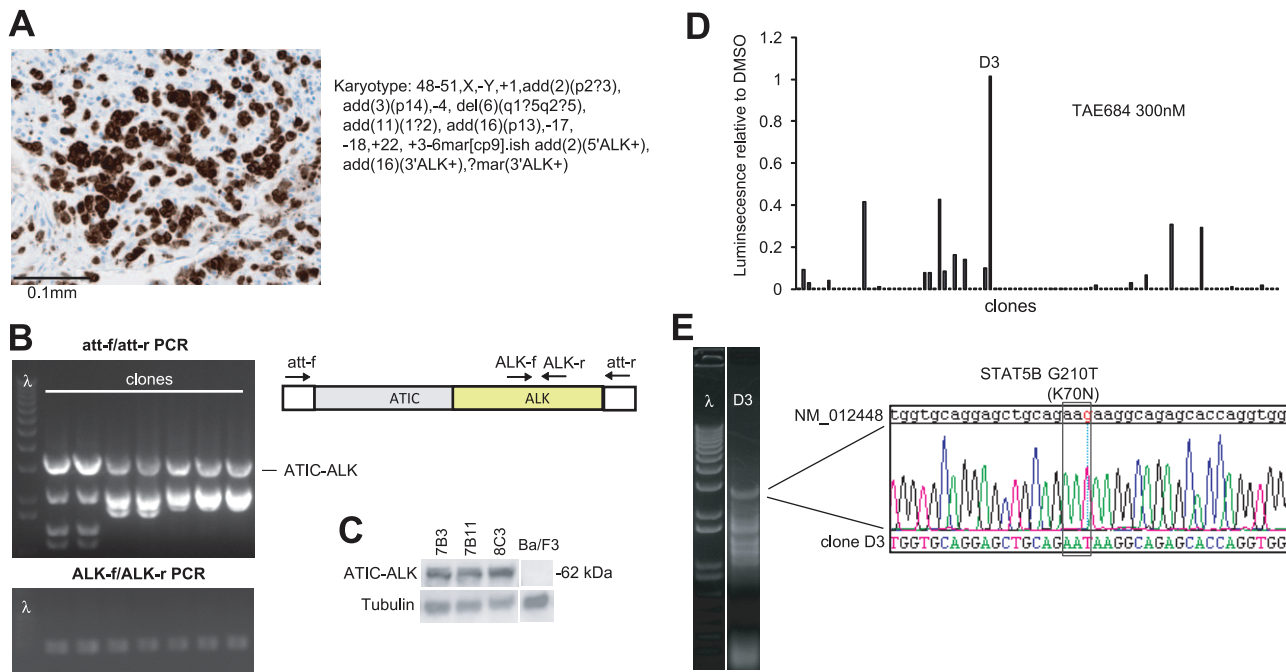 A
0.1mm
Karyotype: 48-51,X,-Y,+1,add(2)(p2?3),
add(3)(p14),-4, del(6)(q1?5q2?5),
add(11)(1?2), add(16)(p13),-17,
-18,+22, +3-6mar[cp9].ish add(2)(5'ALK+),
add(16)(3'ALK+),?mar(3'ALK+)
B
att-f/att-r PCR
λ
clones
ATIC-ALK
ALK-f/ALK-r PCR
λ
att-f
ALK-f
ALK-r
att-r
ATIC
ALK
C
7B3
7B11
8C3
Ba/F3
ATIC-ALK
-62 kDa
Tubulin
D
Luminsecesnce relative to DMSO
1.2
1
0.8
0.6
0.4
0.2
0
D3
TAE684 300nM
clones
E
λ
D3
STAT5B G210T
(K70N)
NM_012448
tggtgcaggagctgcagaagaaggcagagcaccaggtgg
clone D3
TGGTGCAGGAGCTGCAGAATAAGGCAGAGCACCAGGTGG